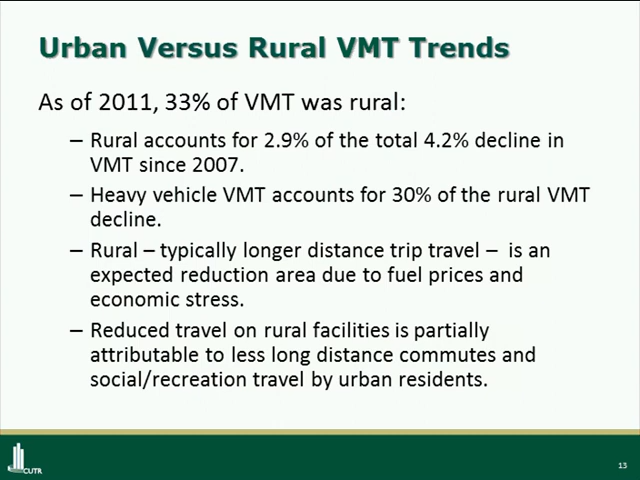 Urban Versus Rural VMT Trends
As of 2011, 33% of VMT was rural:
– Rural accounts for 2.9% of the total 4.2% decline in
VMT since 2007.
– Heavy vehicle VMT accounts for 30% of the rural VMT
decline.
– Rural – typically longer distance trip travel – is an
expected reduction area due to fuel prices and
economic stress.
– Reduced travel on rural facilities is partially
attributable to less long distance commutes and
social/recreation travel by urban residents.
CUTR
13